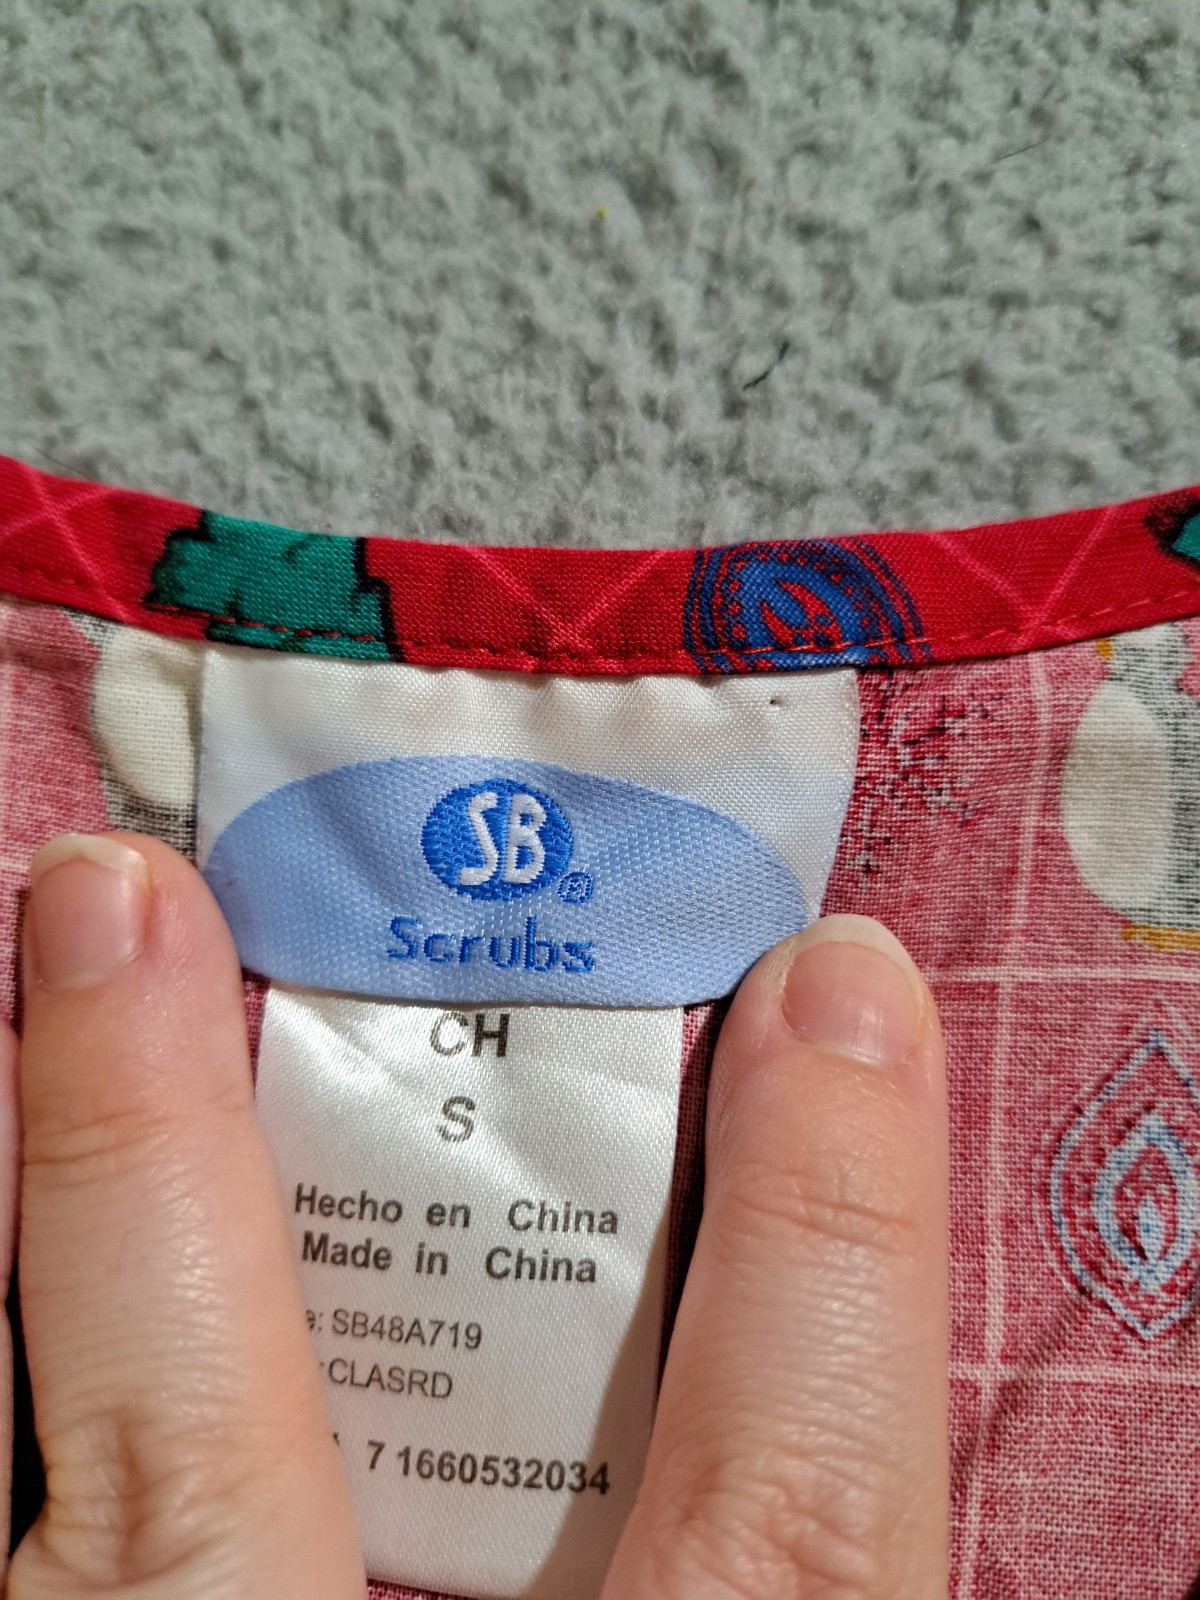 SB
®
Scrubs
CH
S
Hecho en China
Made in China
e: SB48A719
: CLASRD
7 1660532034